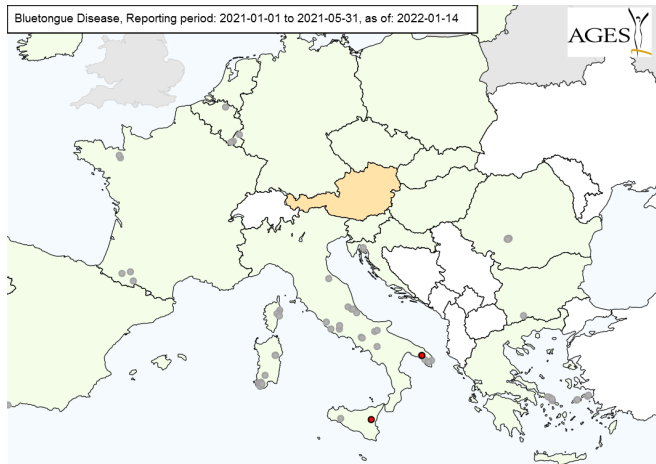 Bluetongue Disease, Reporting period: 2021-01-01 to 2021-05-31, as of: 2022-01-14
AGES